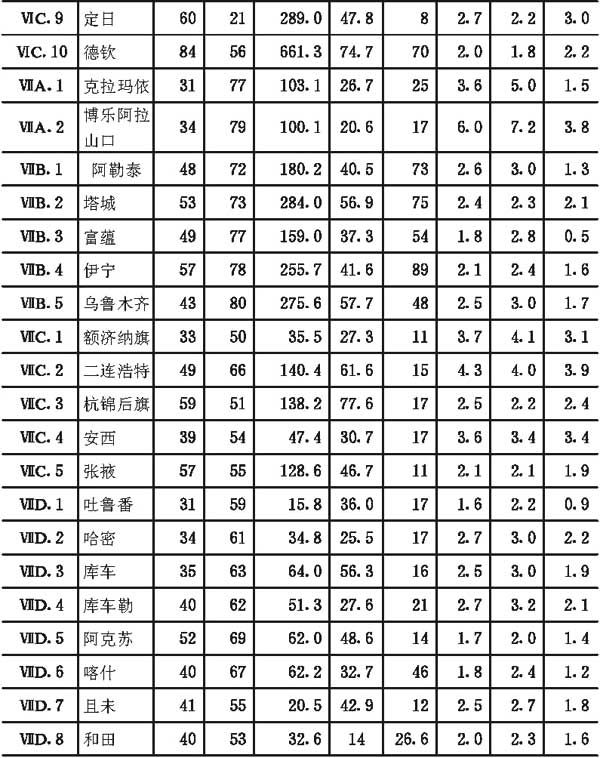 ⅥC.9 定日 60 21 289.0 47.8 8 2.7 2.2 3.0
ⅥC.10 德钦 84 56 661.3 74.7 70 2.0 1.8 2.2
ⅦA.1 克拉玛依 31 77 103.1 26.7 25 3.6 5.0 1.5
ⅦA.2 博乐阿拉
山口 34 79 100.1 20.6 17 6.0 7.2 3.8
ⅦB.1 阿勒泰 48 72 180.2 40.5 73 2.6 3.0 1.3
ⅦB.2 塔城 53 73 284.0 56.9 75 2.4 2.3 2.1
ⅦB.3 富蕴 49 77 159.0 37.3 54 1.8 2.8 0.5
ⅦB.4 伊宁 57 78 255.7 41.6 89 2.1 2.4 1.6
ⅦB.5 乌鲁木齐 43 80 275.6 57.7 48 2.5 3.0 1.7
ⅦC.1 额济纳旗 33 50 35.5 27.3 11 3.7 4.1 3.1
ⅦC.2 二连浩特 49 66 140.4 61.6 15 4.3 4.0 3.9
ⅦC.3 杭锦后旗 59 51 138.2 77.6 17 2.5 2.2 2.4
ⅦC.4 安西 39 54 47.4 30.7 17 3.6 3.4 3.4
ⅦC.5 张掖 57 55 128.6 46.7 11 2.1 2.1 1.9
ⅦD.1 吐鲁番 31 59 15.8 36.0 17 1.6 2.2 0.9
ⅦD.2 哈密 34 61 34.8 25.5 17 2.7 3.0 2.2
ⅦD.3 库车 35 63 64.0 56.3 16 2.5 3.0 1.9
ⅦD.4 库车勒 40 62 51.3 27.6 21 2.7 3.2 2.1
ⅦD.5 阿克苏 52 69 62.0 48.6 14 1.7 2.0 1.4
ⅦD.6 喀什 40 67 62.2 32.7 46 1.8 2.4 1.2
ⅦD.7 且末 41 55 20.5 42.9 12 2.5 2.7 1.8
ⅦD.8 和田 40 53 32.6 14 26.6 2.0 2.3 1.6